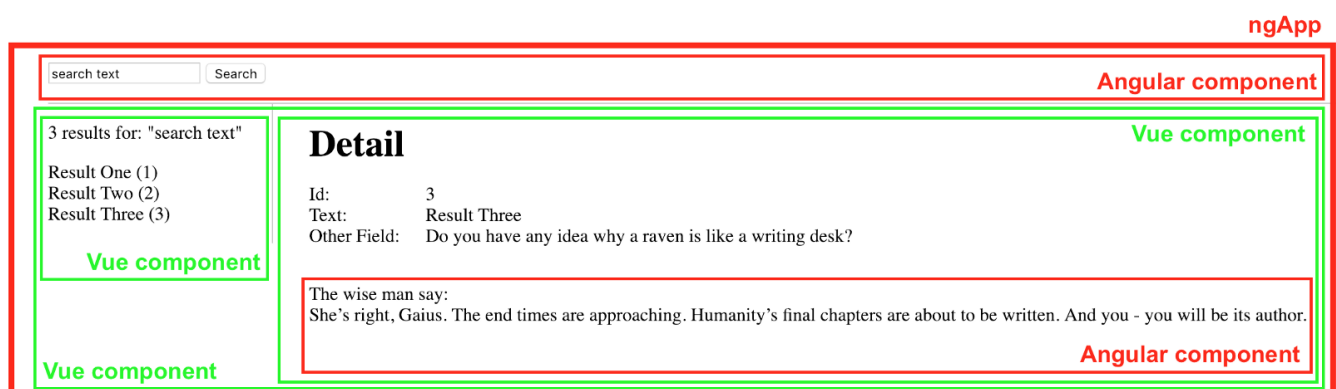 ngApp
search text Search
Angular component
3 results for: "search text"
Result One (1)
Result Two (2)
Result Three (3)
Vue component
Vue component
Vue component
Detail
Id: 3
Text: Result Three
Other Field: Do you have any idea why a raven is like a writing desk?
The wise man say:
She’s right, Gaius. The end times are approaching. Humanity’s final chapters are about to be written. And you - you will be its author.
Angular component